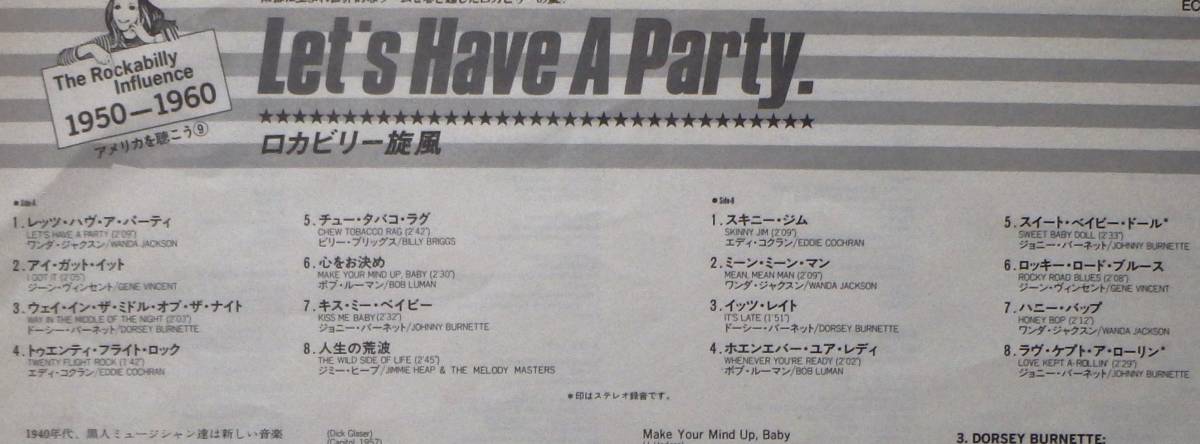 The Rockabilly
Influence
1950—1960
アメリカを聴こう⑨
Let's Have A Party.
★★★★★★★★★★★★★★★★★★★★★★★★★★★★★★★★★★★★
ロカビリー旋風
EC
● Side-A
1. レッツ・ハヴ・ア・パーティ
LET'S HAVE A PARTY (2'09")
ワンダ・ジャクスン/WANDA JACKSON
2. アイ・ガット・イット
I GOT IT (2'05")
ジーン・ヴィンセント/GENE VINCENT
3. ウェイ・イン・ザ・ミドル・オブ・ザ・ナイト
WAY IN THE MIDDLE OF THE NIGHT (2'03")
ドーシー・バーネット/DORSEY BURNETTE
4. トゥエンティ・フライト・ロック
TWENTY FLIGHT ROCK (1'42")
エディ・コクラン/EDDIE COCHRAN
5. チュー・タバコ・ラグ
CHEW TOBACCO RAG (2'42")
ビリー・ブリッグス/BILLY BRIGGS
6. 心をお決め
MAKE YOUR MIND UP, BABY (2'30")
ボブ・ルーマン/BOB LUMAN
7. キス・ミー・ベイビー
KISS ME BABY (2'32")
ジョニー・バーネット/JOHNNY BURNETTE
8. 人生の荒波
THE WILD SIDE OF LIFE (2'45")
ジミー・ヒープ/JIMMIE HEAP & THE MELODY MASTERS
● Side-B
1. スキニー・ジム
SKINNY JIM (2'09")
エディ・コクラン/EDDIE COCHRAN
2. ミーン・ミーン・マン
MEAN, MEAN MAN (2'09")
ワンダ・ジャクスン/WANDA JACKSON
3. イッツ・レイト
IT'S LATE (1'51")
ドーシー・バーネット/DORSEY BURNETTE
4. ホエンエバー・ユア・レディ
WHENEVER YOU'RE READY (2'02")
ボブ・ルーマン/BOB LUMAN
5. スイート・ベイビー・ドール*
SWEET BABY DOLL (2'33")
ジョニー・バーネット/JOHNNY BURNETTE
6. ロッキー・ロード・ブルース
ROCKY ROAD BLUES (2'08")
ジーン・ヴィンセント/GENE VINCENT
7. ハニー・バップ
HONEY BOP (2'12")
ワンダ・ジャクスン/WANDA JACKSON
8. ラヴ・ケプト・ア・ローリン*
LOVE KEPT A-ROLLIN' (2'29")
ジョニー・バーネット/JOHNNY BURNETTE
*印はステレオ録音です。
1940年代、黒人ミュージシャン達は新しい音楽
(Dick Glaser)
(Capitol, 1957)
Make Your Mind Up, Baby
3. DORSEY BURNETTE: